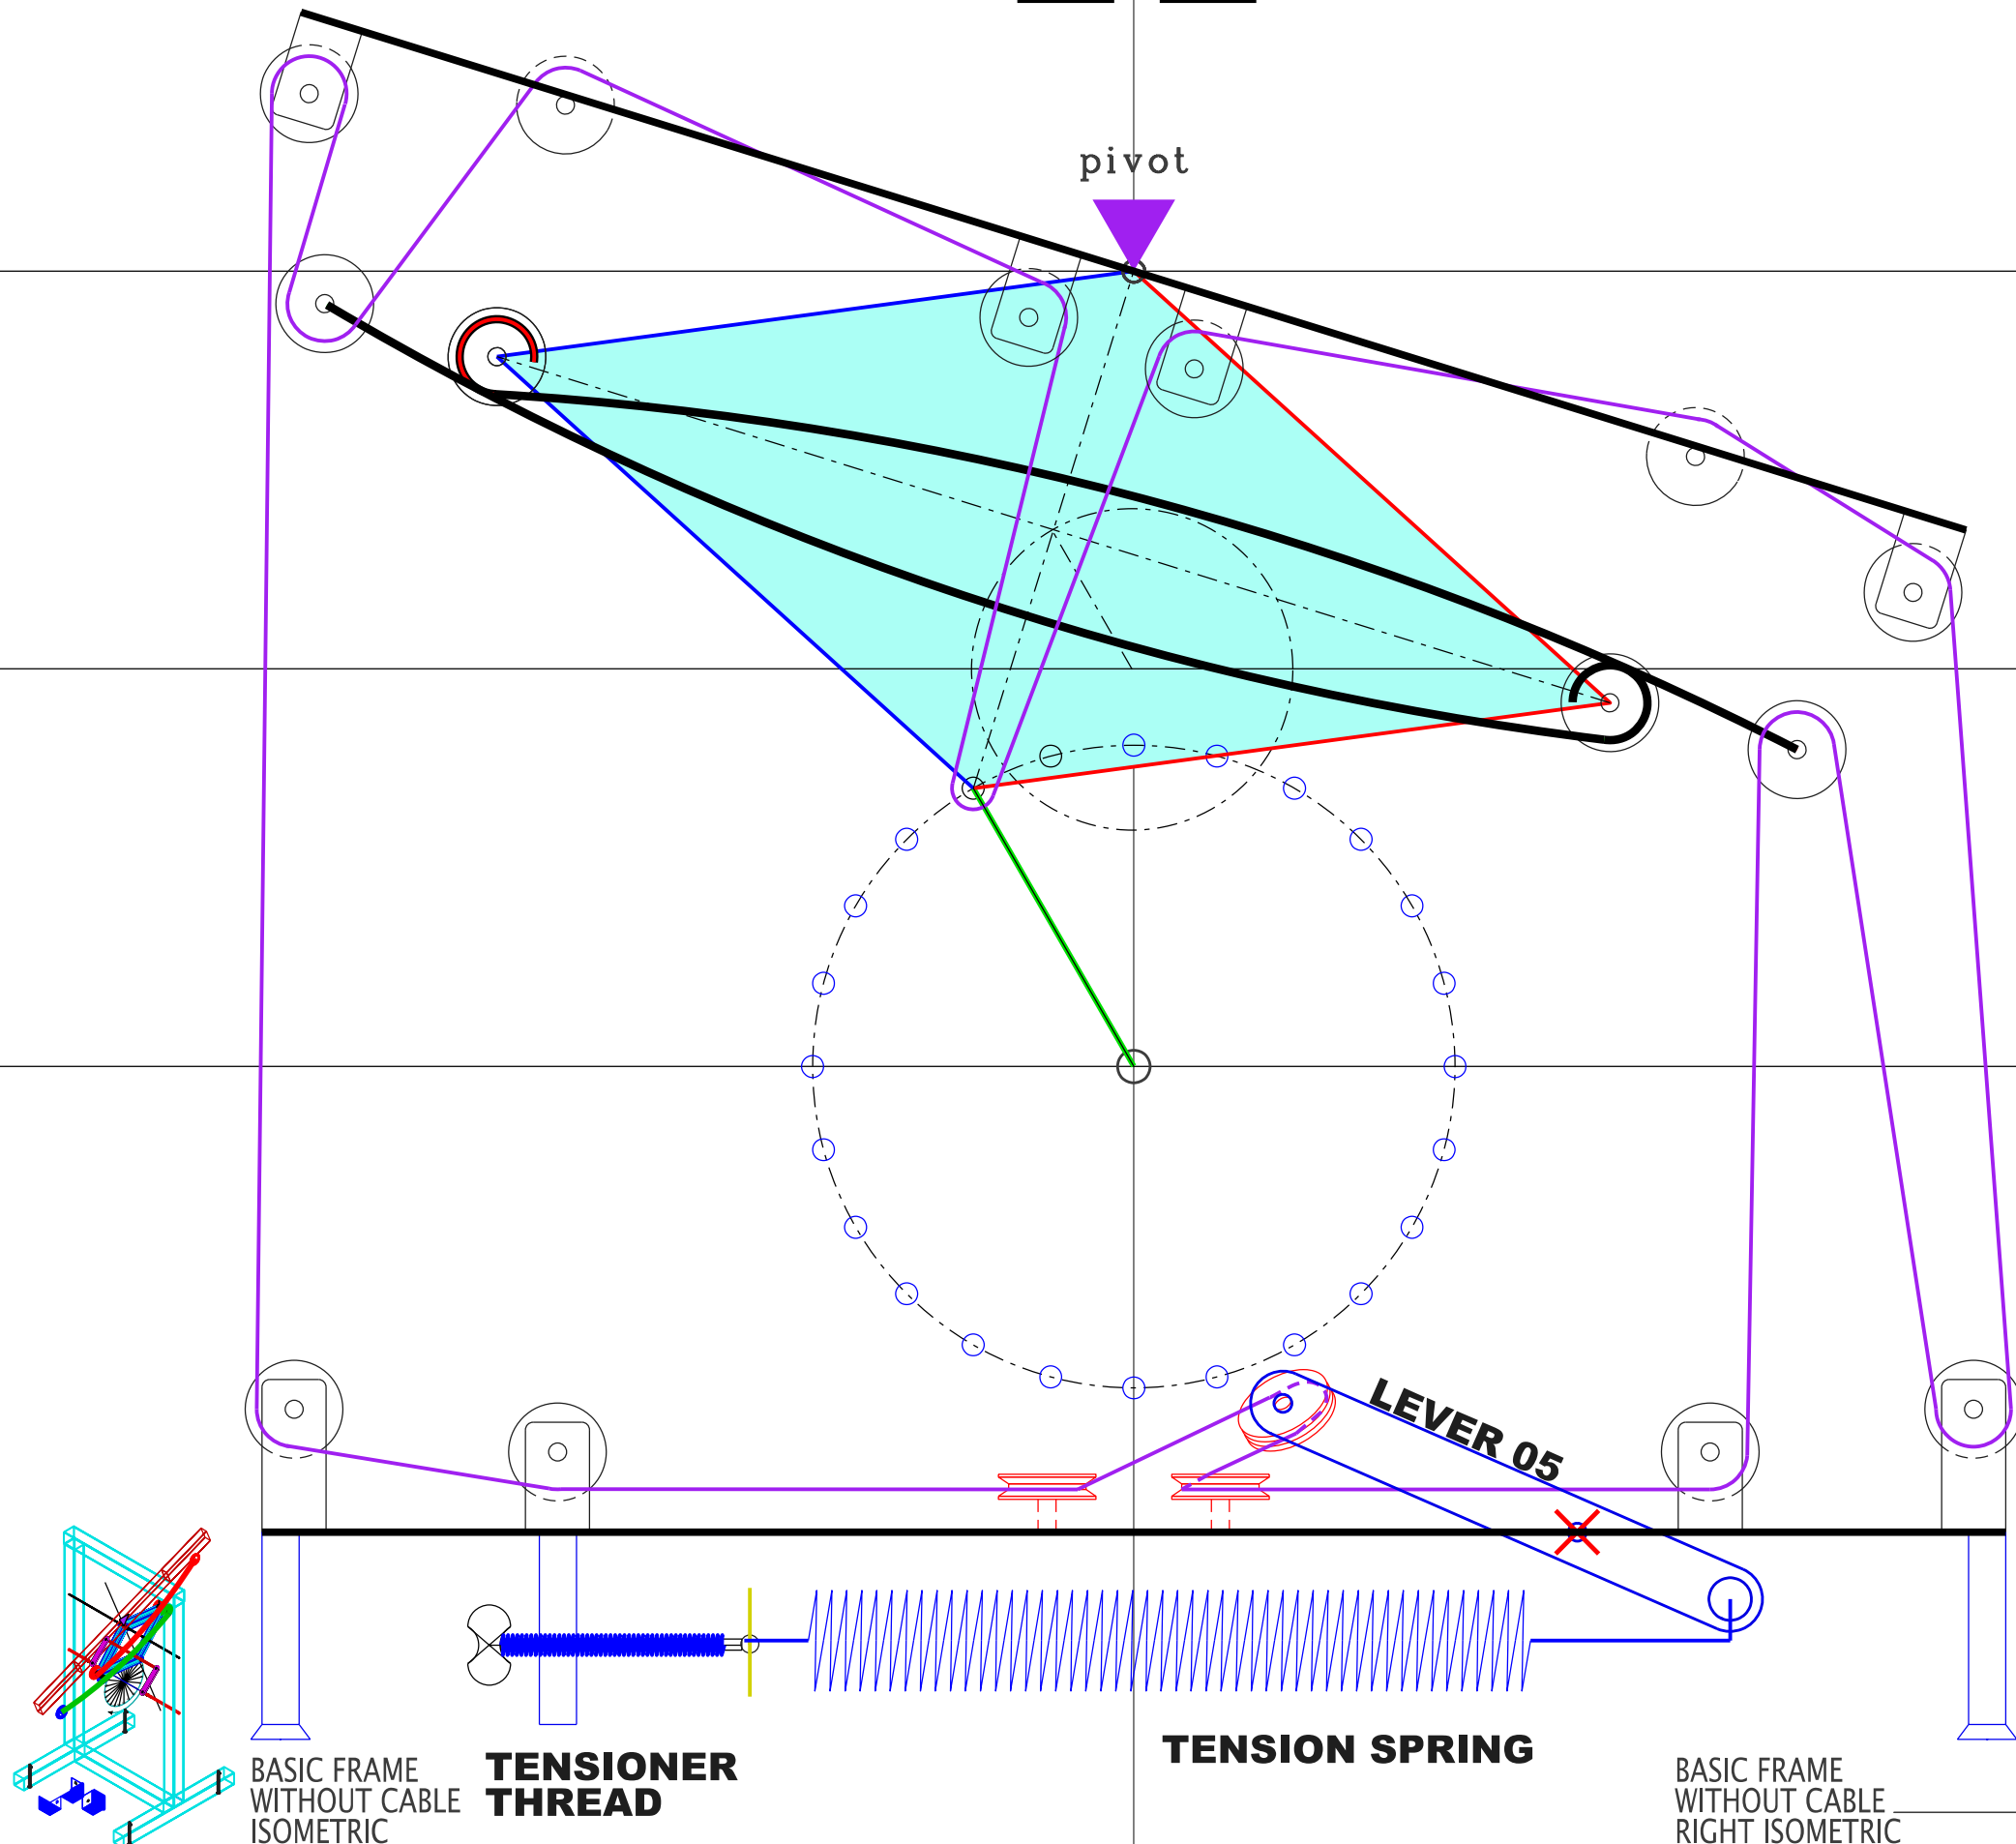 pivot
LEVER 05
TENSION SPRING
TENSIONER
THREAD
BASIC FRAME
WITHOUT CABLE
ISOMETRIC
BASIC FRAME
WITHOUT CABLE
RIGHT ISOMETRIC